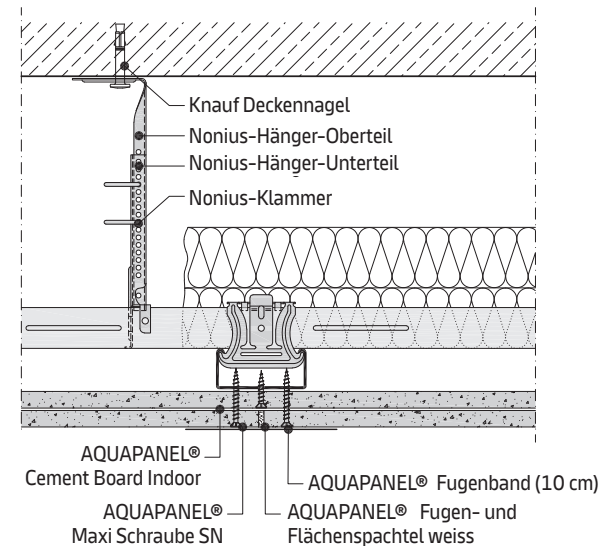 Knauf Deckennagel
Nonius-Hänger-Oberteil
Nonius-Hänger-Unterteil
Nonius-Klammer
AQUAPANEL®
Cement Board Indoor
AQUAPANEL® Fugenband (10 cm)
AQUAPANEL®
Maxi Schraube SN
AQUAPANEL® Fugen- und
Flächenspachtel weiss